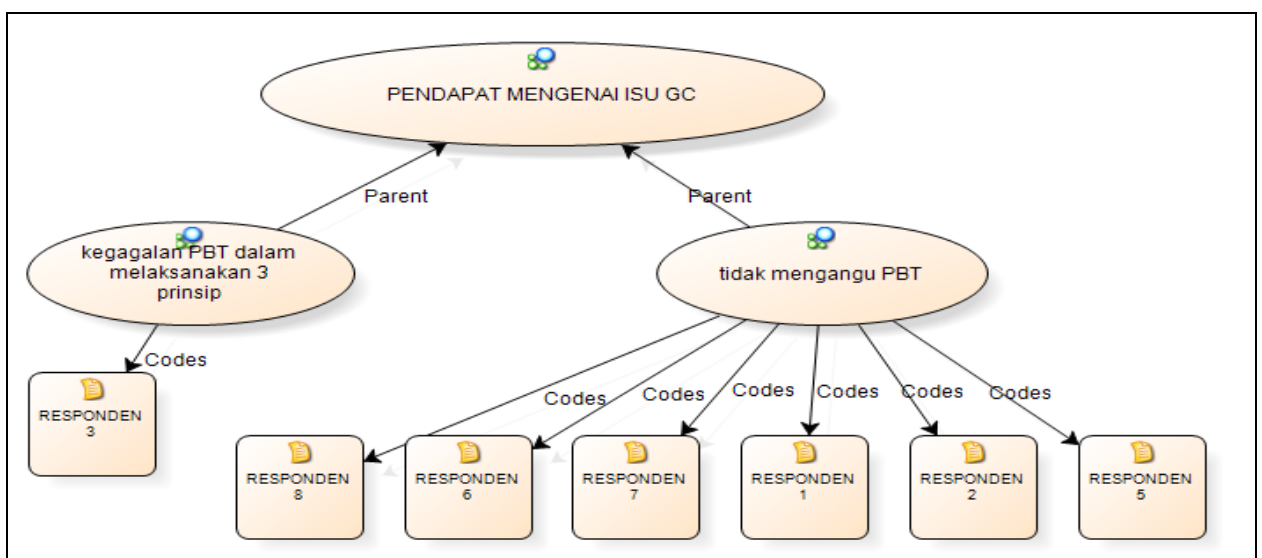 PENDAPAT MENGENAI ISU GC
Parent
Parent
kegagalan PBT dalam
melaksanakan 3
prinsip
tidak mengangu PBT
Codes
Codes
Codes
Codes
Codes
Codes
Codes
RESPONDEN
3
RESPONDEN
8
RESPONDEN
6
RESPONDEN
7
RESPONDEN
1
RESPONDEN
2
RESPONDEN
5